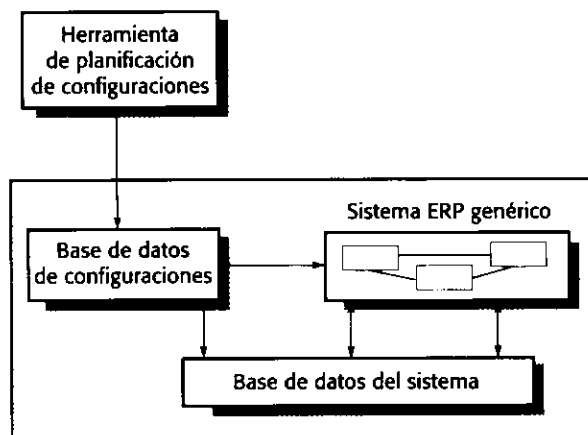 Herramienta
de planificación
de configuraciones
Sistema ERP genérico
Base de datos
de configuraciones
Base de datos del sistema